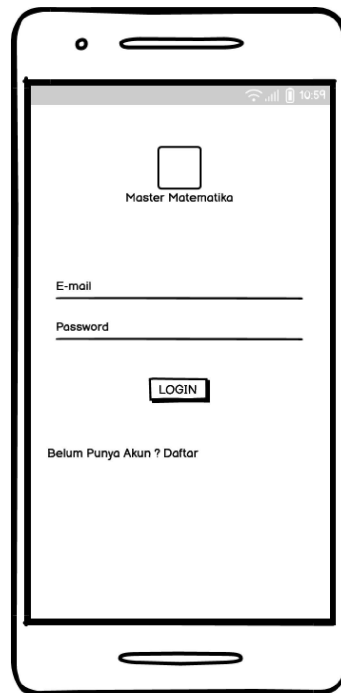 10:59
Master Matematika
E-mail
Password
LOGIN
Belum Punya Akun ? Daftar